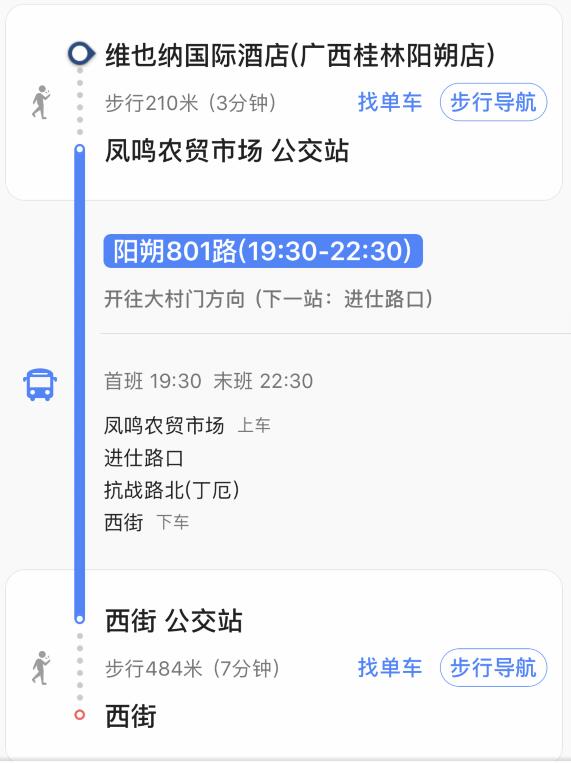 维也纳国际酒店(广西桂林阳朔店)
步行210米（3分钟） 找单车 步行导航
凤鸣农贸市场 公交站
阳朔801路(19:30-22:30)
开往大村门方向（下一站：进仕路口）
首班 19:30 末班 22:30
凤鸣农贸市场 上车
进仕路口
抗战路北(丁厄)
西街 下车
西街 公交站
步行484米（7分钟） 找单车 步行导航
西街